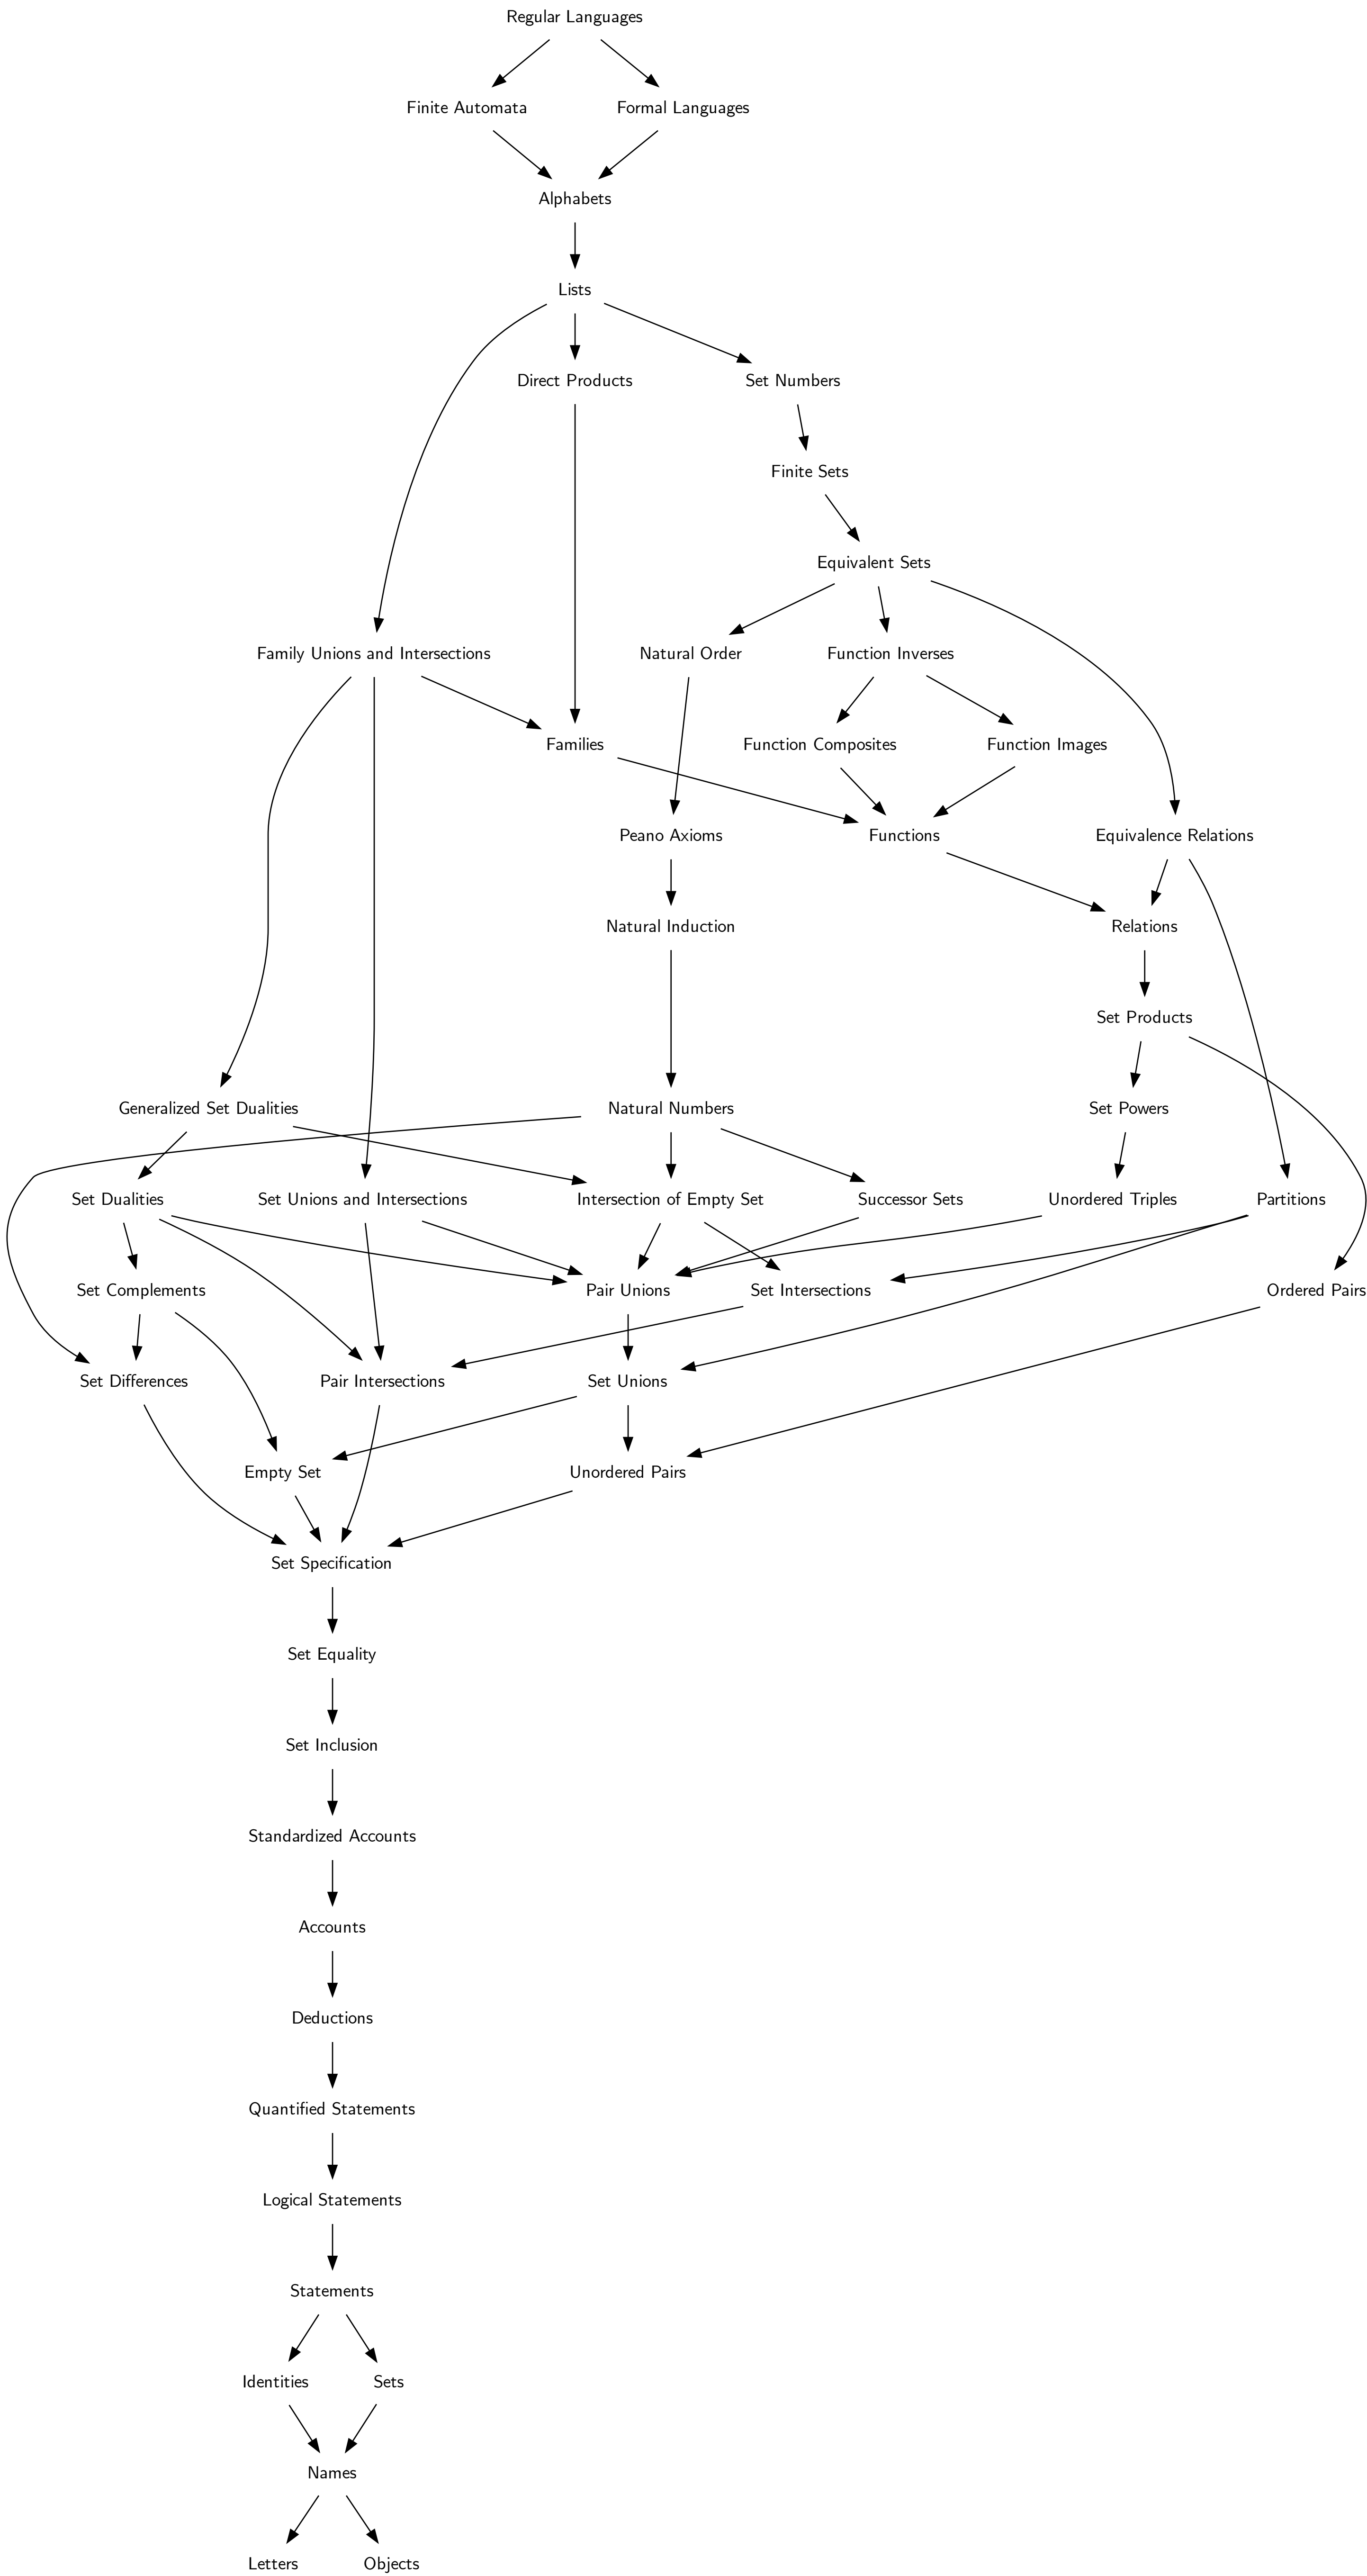 Regular Languages
Finite Automata
Formal Languages
Alphabets
Lists
Direct Products
Set Numbers
Finite Sets
Equivalent Sets
Family Unions and Intersections
Natural Order
Function Inverses
Families
Function Composites
Function Images
Peano Axioms
Functions
Equivalence Relations
Natural Induction
Relations
Set Products
Generalized Set Dualities
Natural Numbers
Set Powers
Set Dualities
Set Unions and Intersections
Intersection of Empty Set
Successor Sets
Unordered Triples
Partitions
Set Complements
Pair Unions
Set Intersections
Ordered Pairs
Set Differences
Pair Intersections
Set Unions
Empty Set
Unordered Pairs
Set Specification
Set Equality
Set Inclusion
Standardized Accounts
Accounts
Deductions
Quantified Statements
Logical Statements
Statements
Identities
Sets
Names
Letters
Objects